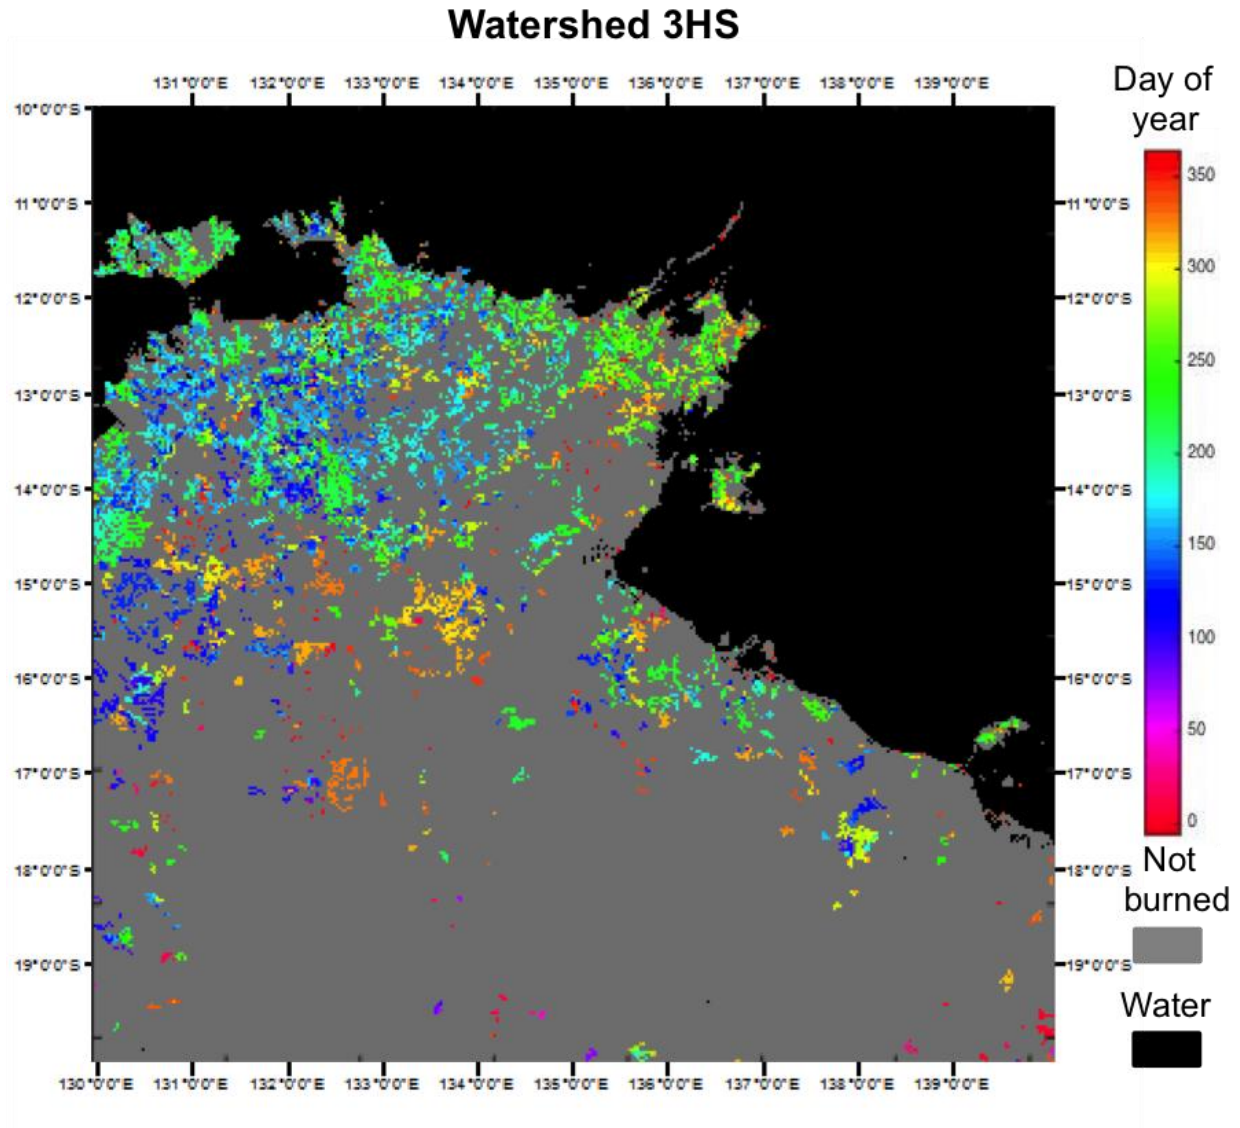 Watershed 3HS
131°0'0"E 132°0'0"E 133°0'0"E 134°0'0"E 135°0'0"E 136°0'0"E 137°0'0"E 138°0'0"E 139°0'0"E
Day of
year
10°0'0"S
350
11°0'0"S 11°0'0"S
300
12°0'0"S 12°0'0"S
250
13°0'0"S 13°0'0"S
200
14°0'0"S 14°0'0"S
150
15°0'0"S 15°0'0"S
100
16°0'0"S 16°0'0"S
50
17°0'0"S 17°0'0"S
0
18°0'0"S 18°0'0"S
Not
burned
19°0'0"S 19°0'0"S
Water
130°0'0"E 131°0'0"E 132°0'0"E 133°0'0"E 134°0'0"E 135°0'0"E 136°0'0"E 137°0'0"E 138°0'0"E 139°0'0"E